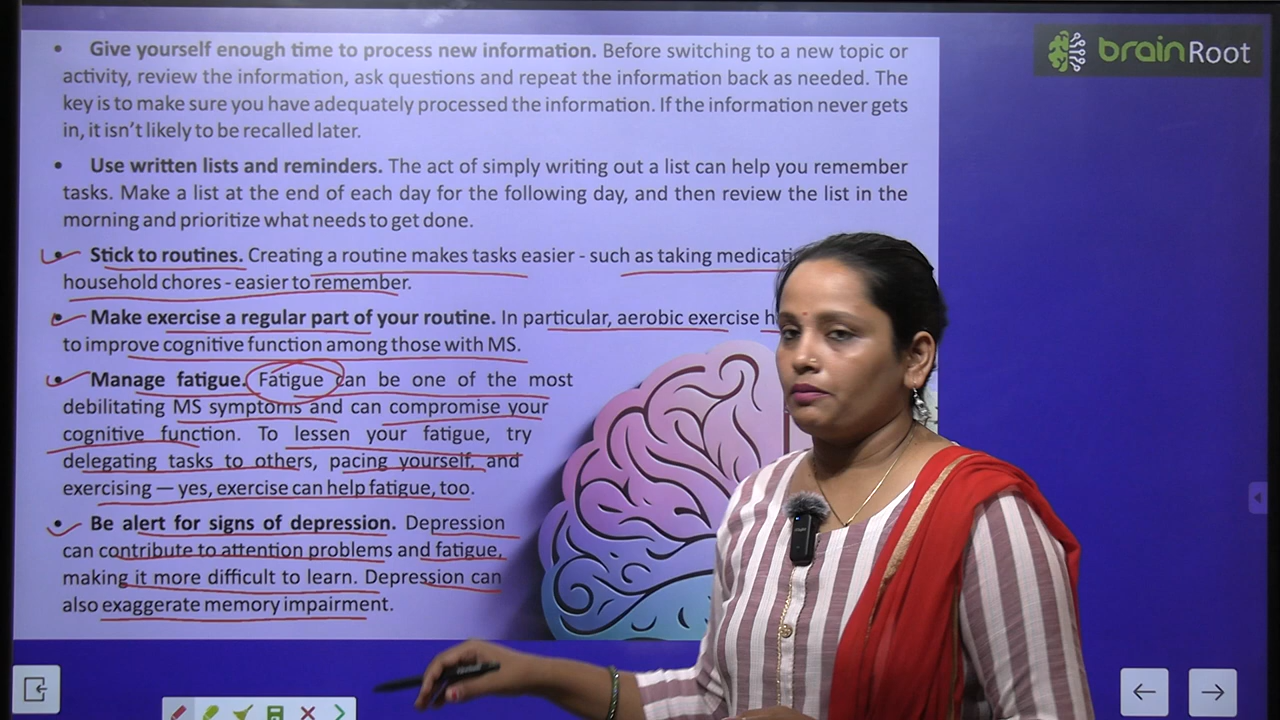 • Give yourself enough time to process new information. Before switching to a new topic or
activity, review the information, ask questions and repeat the information back as needed. The
key is to make sure you have adequately processed the information. If the information never gets
in, it isn't likely to be recalled later.
• Use written lists and reminders. The act of simply writing out a list can help you remember
tasks. Make a list at the end of each day for the following day, and then review the list in the
morning and prioritize what needs to get done.
• Stick to routines. Creating a routine makes tasks easier - such as taking
household chores - easier to remember.
• Make exercise a regular part of your routine. In particular, aerobic exercise
to improve cognitive function among those with MS.
• Manage fatigue. Fatigue can be one of the most
debilitating MS symptoms and can compromise your
cognitive function. To lessen your fatigue, try
delegating tasks to others, pacing yourself, and
exercising — yes, exercise can help fatigue, too.
• Be alert for signs of depression. Depression
can contribute to attention problems and fatigue,
making it more difficult to learn. Depression can
also exaggerate memory impairment.
brainRoot